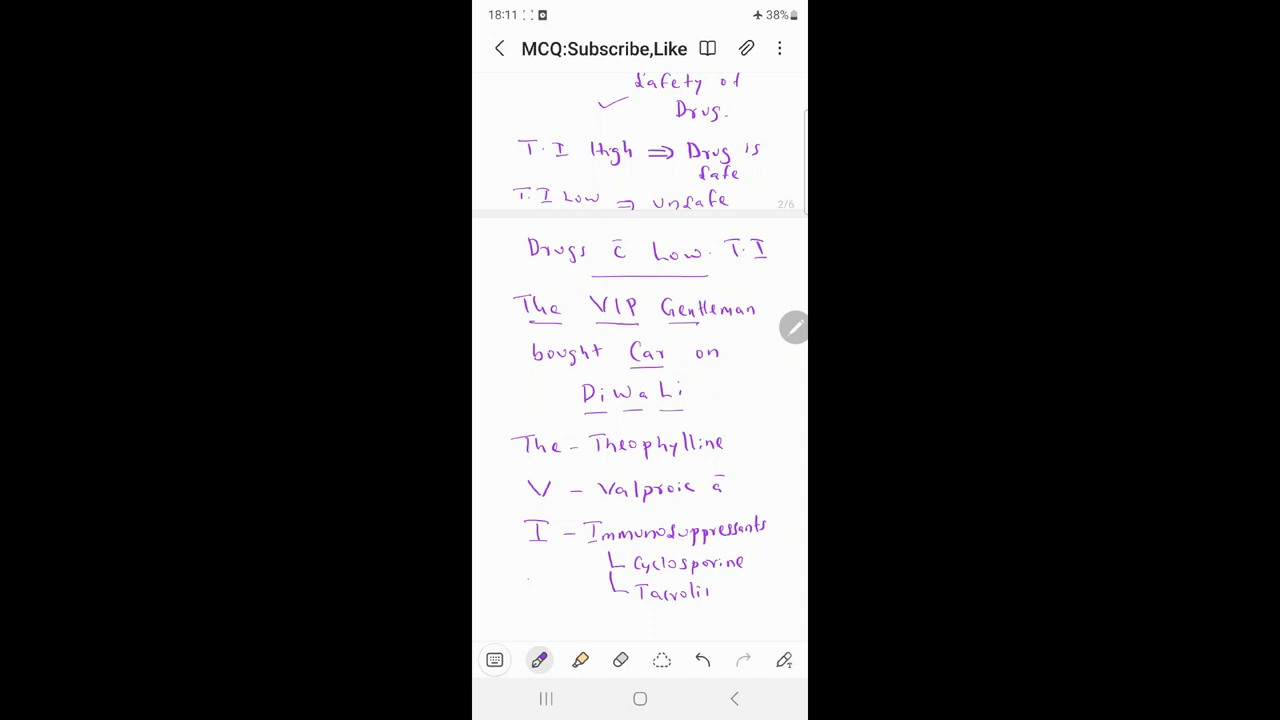 18:11 38%
MCQ:Subscribe,Like
Safety of
Drug.
T.I High ⇒ Drug is
Safe
T.I Low ⇒ unsafe
2/6
Drugs c̄ Low. T.I
The VIP Gentleman
bought Car on
DiWaLi
The - Theophylline
V - Valproic ā
I - Immunosuppressants
Cyclosporine
Tacroli